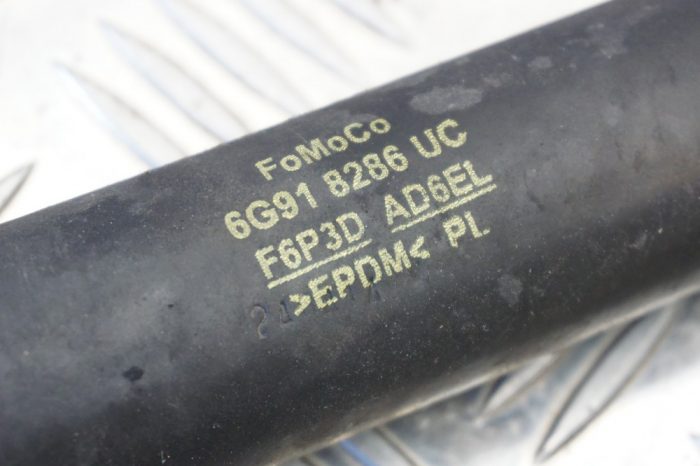 FoMoCo
6G91 8286 UC
F6P3D AD6EL
>EPDM< PL